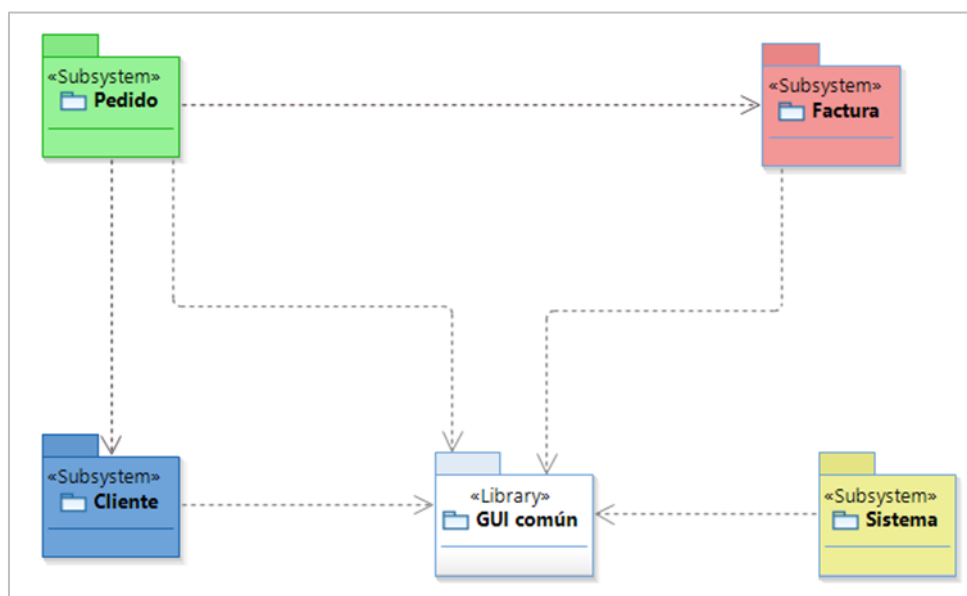 «Subsystem»
Pedido
«Subsystem»
Factura
«Subsystem»
Cliente
«Library»
GUI común
«Subsystem»
Sistema